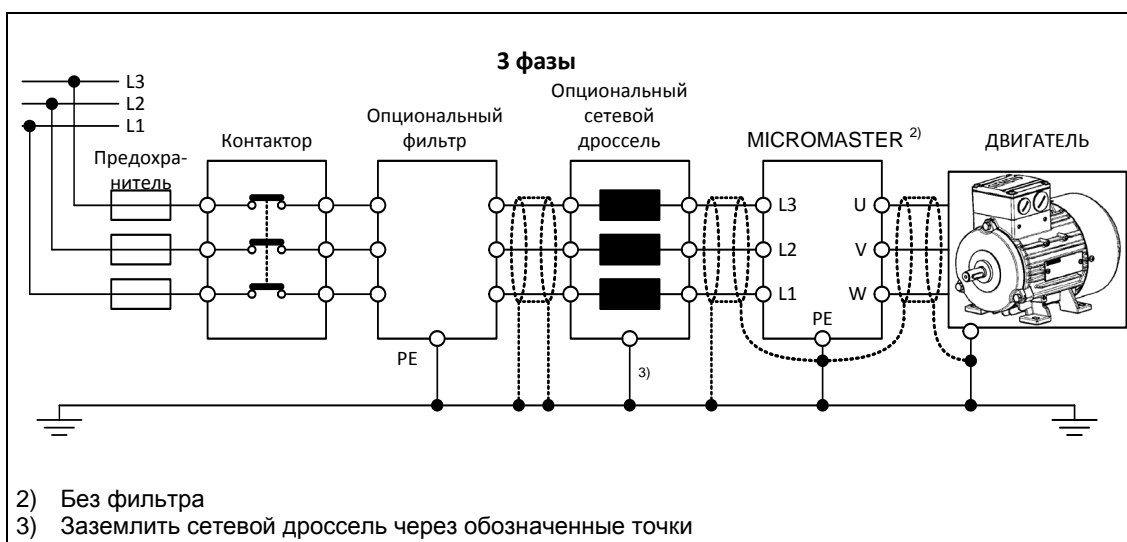 3 фазы
L3
L2
L1
Предохра-
нитель
Контактор
Опциональный
фильтр
Опциональный
сетевой
дроссель
MICROMASTER 2)
ДВИГАТЕЛЬ
L3
L2
L1
U
V
W
PE
PE
3)
2) Без фильтра
3) Заземлить сетевой дроссель через обозначенные точки